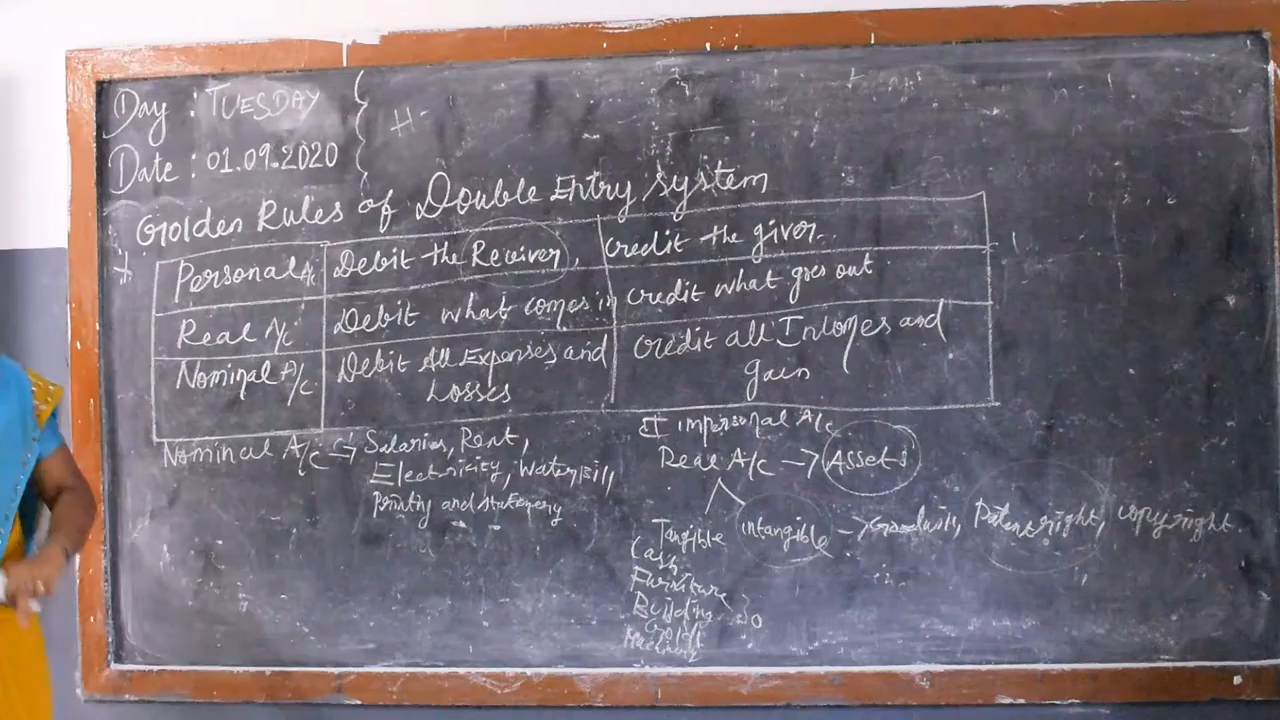 Day : TUESDAY
Date : 01.09.2020
H-
Golden Rules of Double Entry System
Personal A/c Debit the Receiver, credit the givor.
Real A/c Debit what comes in credit what goes out
Nominal A/c. Debit All Expenses and Losses credit all Incomes and gain
Nominal A/c → Salaries, Rent,
Electricity, Water Bill,
Printing and stationery
II impersonal A/c
Real A/c → Assets
Tangible intangible → Goodwill, Patent right, copyright.
Cash
Furniture
Building
Gold
Machinery